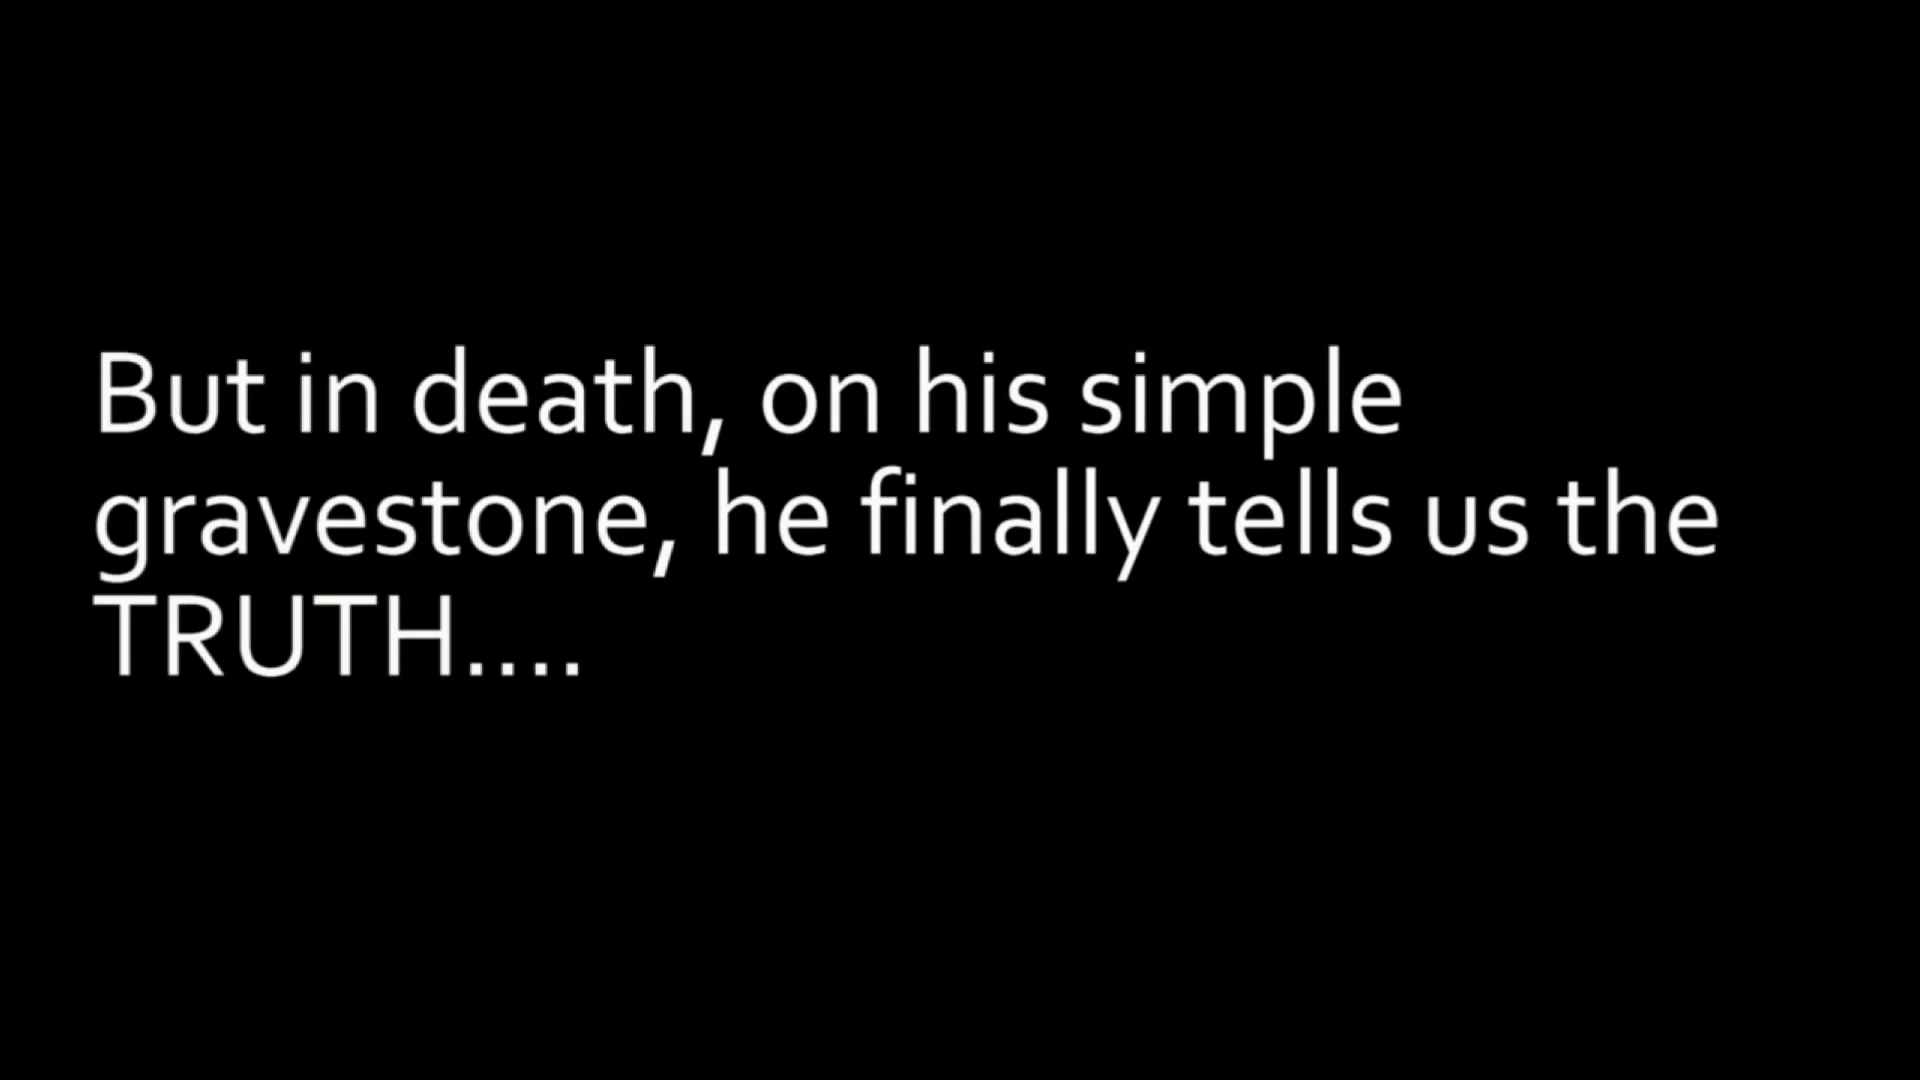 But in death, on his simple
gravestone, he finally tells us the
TRUTH....